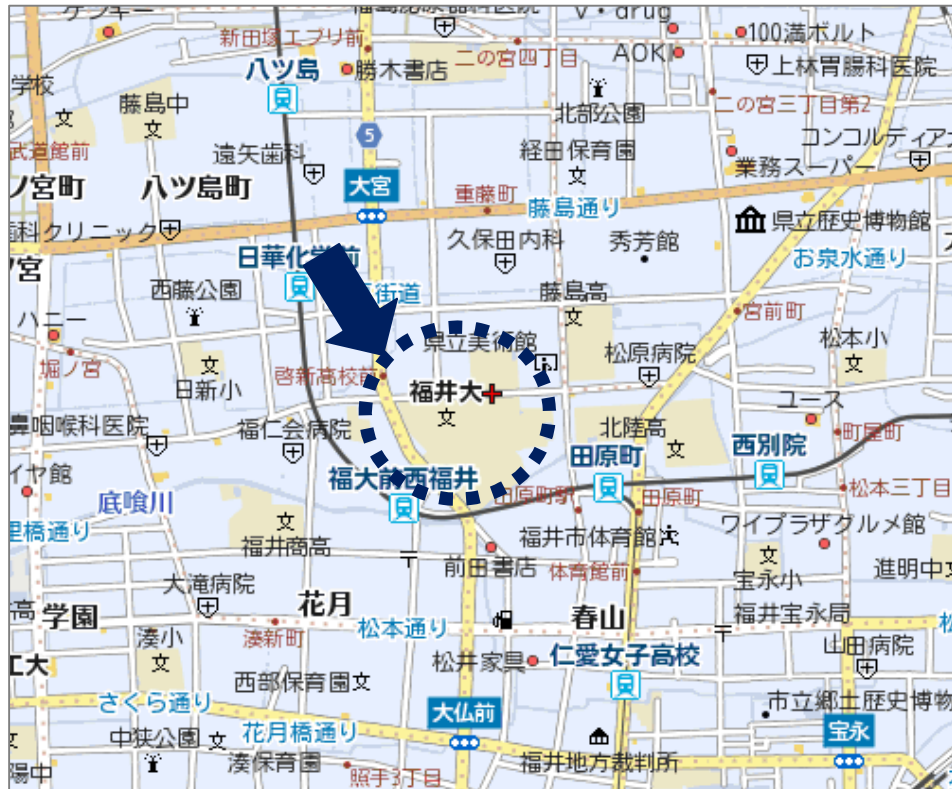 v・drug
100満ボルト
新田塚エブリ前
二の宮四丁目
AOKI
八ツ島
勝木書店
上林胃腸科医院
学校
藤島中
北部公園
二の宮三丁目第2
5
コンコルディア
武道館前
遠矢歯科
経田保育園
業務スーパー
ノ宮町
八ツ島町
大宮
重藤町
藤島通り
県立歴史博物館
歯科クリニック
久保田内科
秀芳館
日華化学前
お泉水通り
西藤公園
街道
藤島高
宮前町
ハニー
県立美術館
松原病院
松本小
堀ノ宮
日新小
啓新高校前
福井大
文
ユース
鼻咽喉科医院
福仁会病院
北陸高
町屋町
イヤ館
福大前西福井
田原町
西別院
底喰川
田原町駅
田原町
松本三丁目
里橋通り
福井商高
福井市体育館
ワイプラザグルメ館
前田書店
体育館前
宝永小
進明中
大滝病院
高
学園
花月
春山
福井宝永局
湊新町
松本通り
湊小
山田病院
工大
松井家具
仁愛女子高校
西部保育園
さくら通り
市立郷土歴史博物
大仏前
中狭公園
花月橋通り
宝永
陽中
湊保育園
照手3丁目
福井地方裁判所